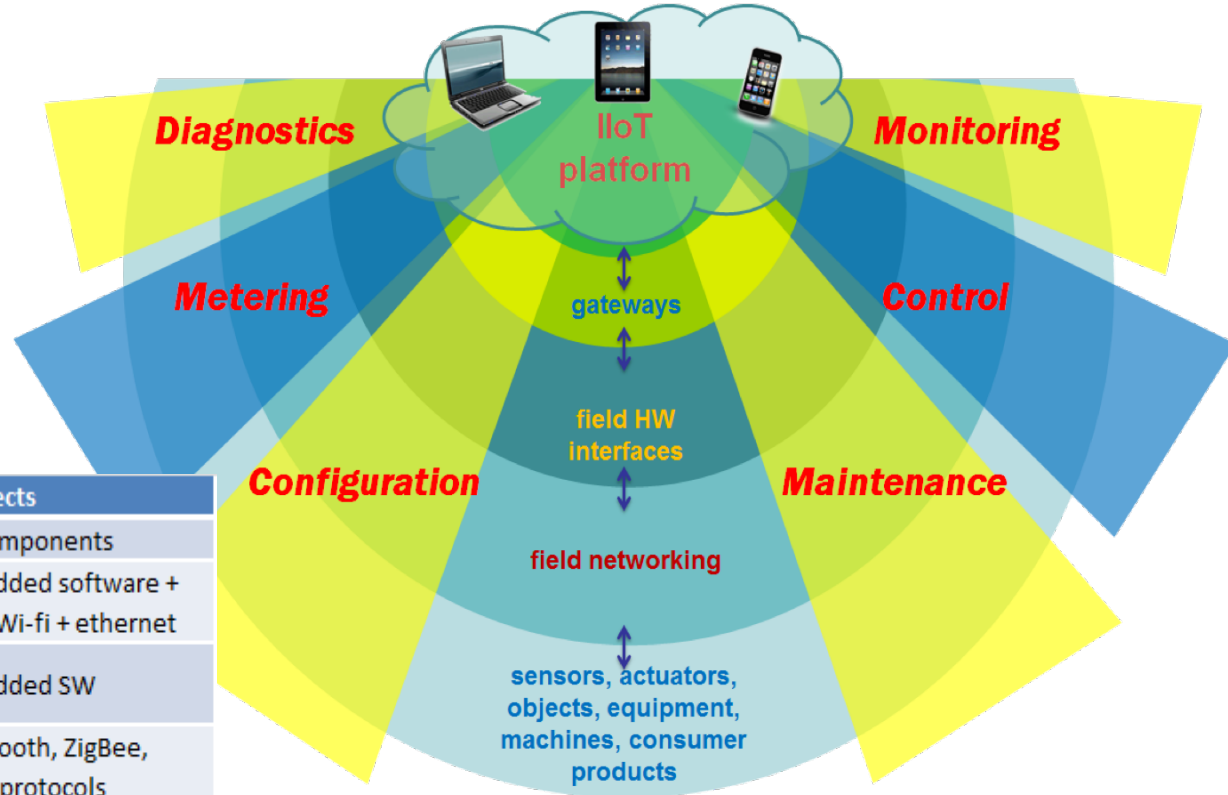 IIoT
platform
Diagnostics
Monitoring
Metering
Control
gateways
field HW
interfaces
Configuration
Maintenance
field networking
sensors, actuators,
objects, equipment,
machines, consumer
products
ects
mponents
dded software +
Wi-fi + ethernet
dded SW
ooth, ZigBee,
protocols